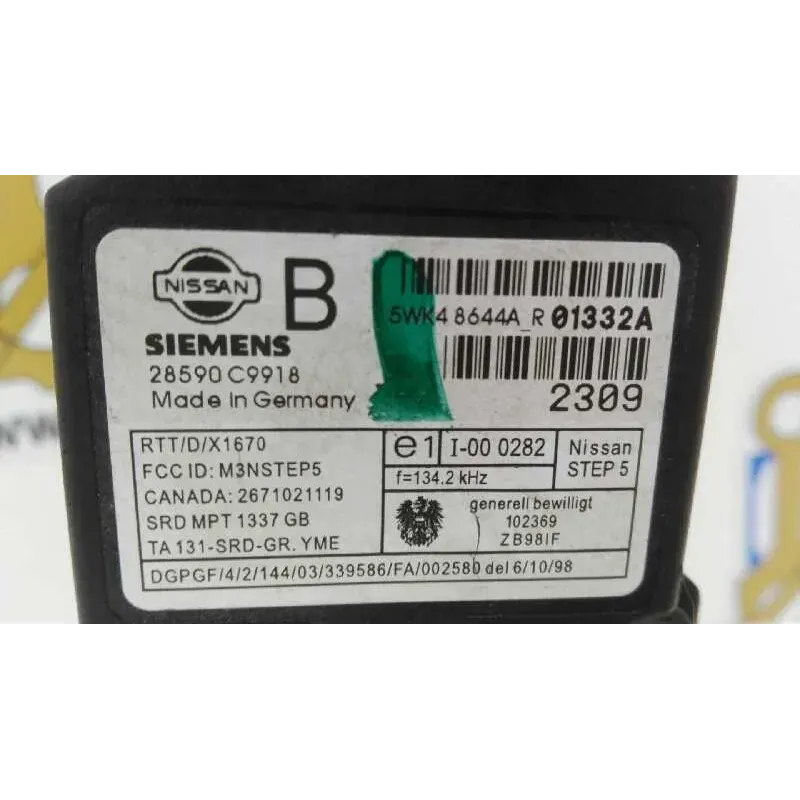 NISSAN
B
SIEMENS
28590 C9918
Made in Germany
5WK4 8644A_R 01332A
2309
RTT/D/X1670
FCC ID: M3NSTEP5
CANADA: 2671021119
SRD MPT 1337 GB
TA 131-SRD-GR. YME
e1 I-00 0282
f=134.2 kHz
Nissan
STEP 5
generell bewilligt
102369
ZB98IF
DGPGF/4/2/144/03/339586/FA/002580 del 6/10/98